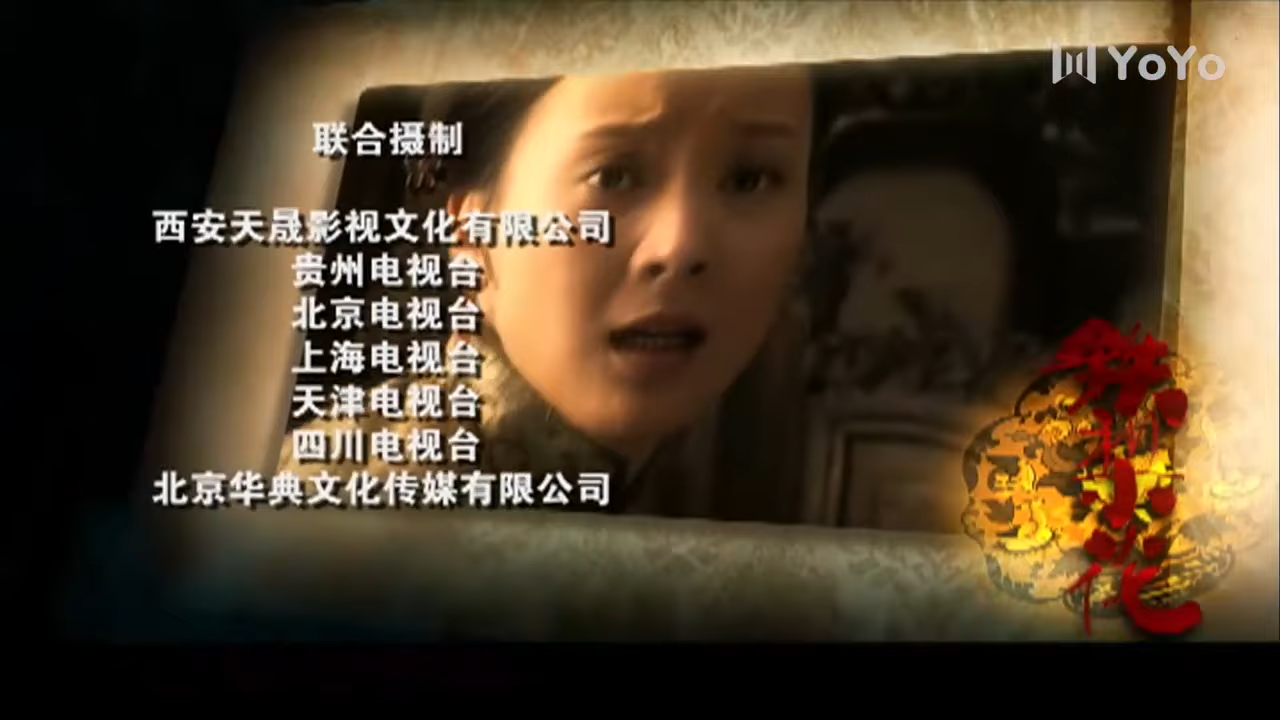 联合摄制
西安天晟影视文化有限公司
贵州电视台
北京电视台
上海电视台
天津电视台
四川电视台
北京华典文化传媒有限公司
YoYo